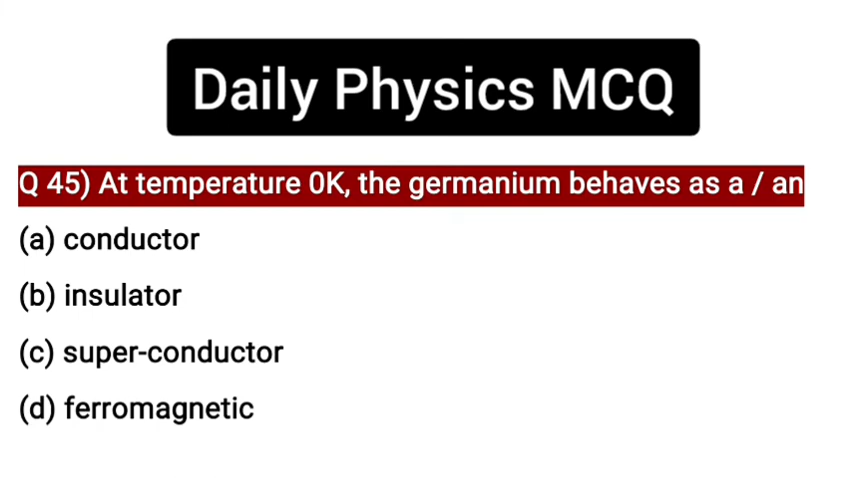 Daily Physics MCQ
Q 45) At temperature 0K, the germanium behaves as a / an
(a) conductor
(b) insulator
(c) super-conductor
(d) ferromagnetic